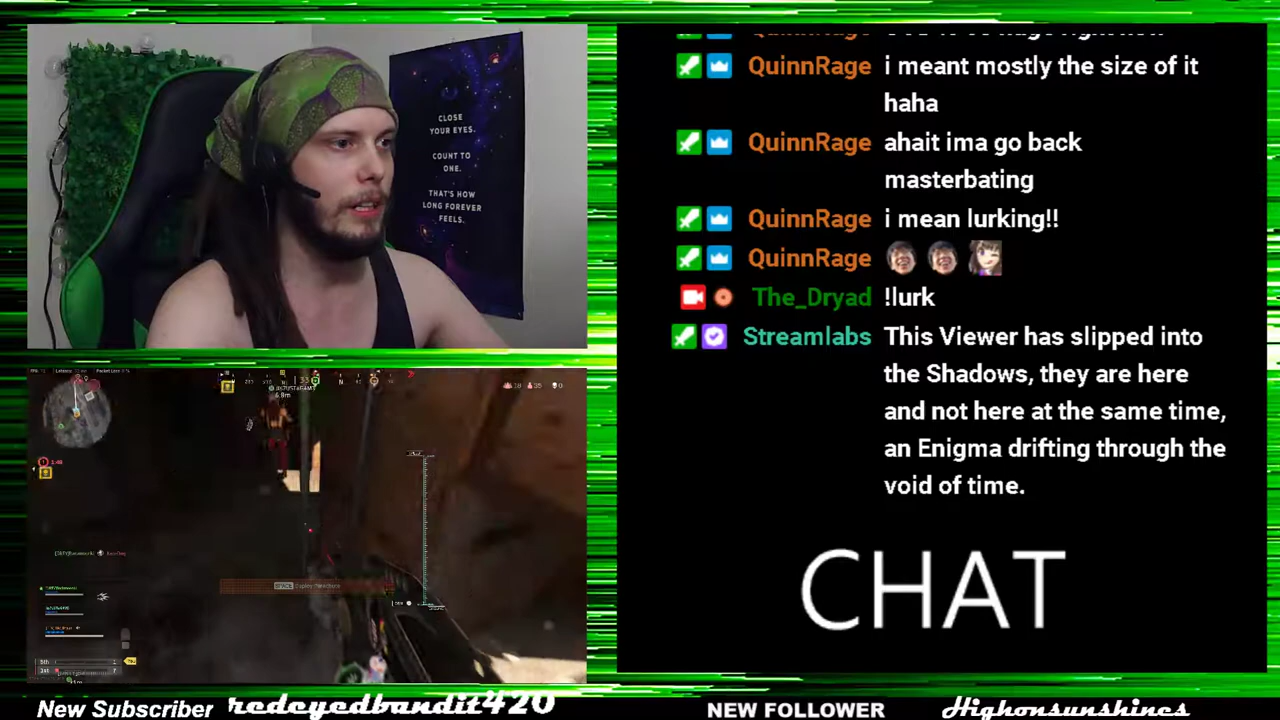 CLOSE
YOUR EYES.
COUNT TO
ONE.
THAT'S HOW
LONG FOREVER
FEELS.
QuinnRage i meant mostly the size of it
haha
QuinnRage ahait ima go back
masterbating
QuinnRage i mean lurking!!
QuinnRage
The_Dryad !lurk
Streamlabs This Viewer has slipped into
the Shadows, they are here
and not here at the same time,
an Enigma drifting through the
void of time.
CHAT
SPACE Deploy Parachute
New Subscriber redeyedbandit420
NEW FOLLOWER Highonsunshines